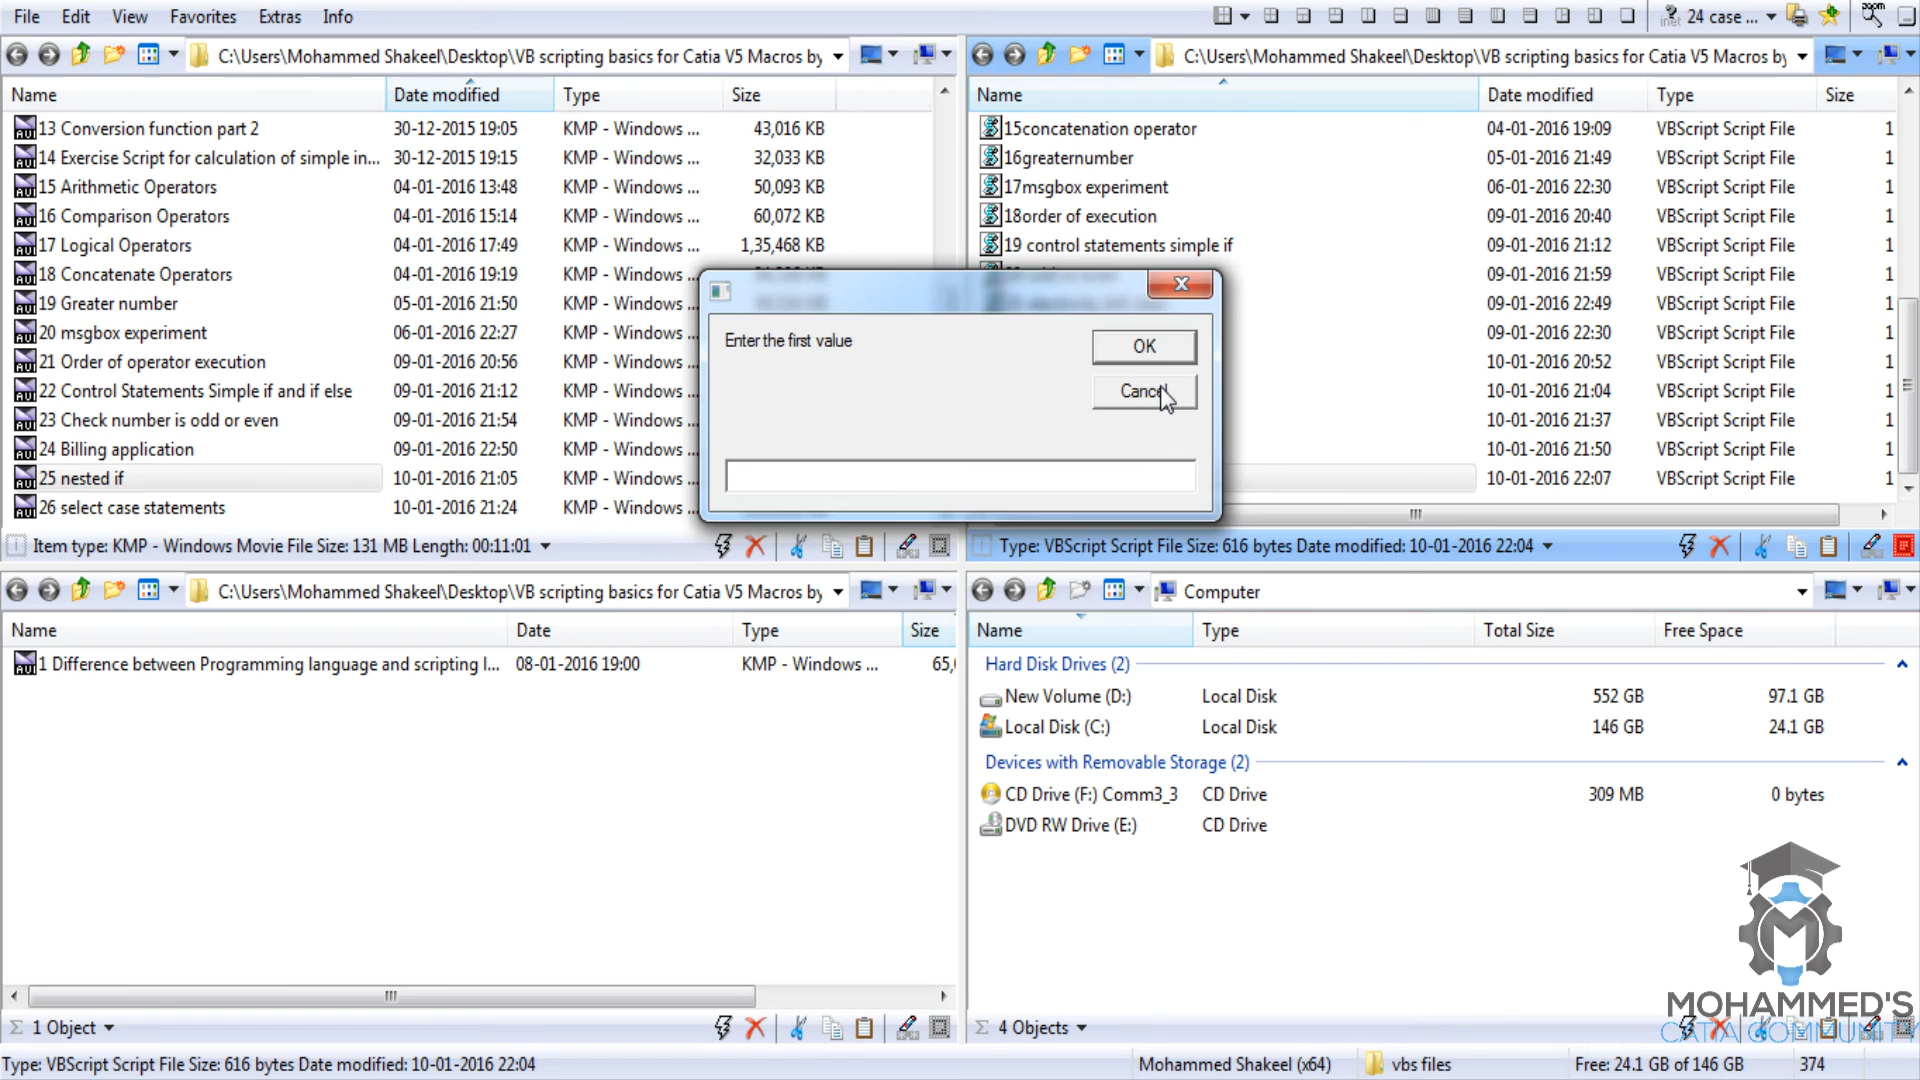 File Edit View Favorites Extras Info
24 case ...
C:\Users\Mohammed Shakeel\Desktop\VB scripting basics for Catia V5 Macros by
Name Date modified Type Size
13 Conversion function part 2 30-12-2015 19:05 KMP - Windows ... 43,016 KB
14 Exercise Script for calculation of simple in... 30-12-2015 19:15 KMP - Windows ... 32,033 KB
15 Arithmetic Operators 04-01-2016 13:48 KMP - Windows ... 50,093 KB
16 Comparison Operators 04-01-2016 15:14 KMP - Windows ... 60,072 KB
17 Logical Operators 04-01-2016 17:49 KMP - Windows ... 1,35,468 KB
18 Concatenate Operators 04-01-2016 19:19 KMP - Windows ...
19 Greater number 05-01-2016 21:50 KMP - Windows ...
20 msgbox experiment 06-01-2016 22:27 KMP - Windows ...
21 Order of operator execution 09-01-2016 20:56 KMP - Windows ...
22 Control Statements Simple if and if else 09-01-2016 21:12 KMP - Windows ...
23 Check number is odd or even 09-01-2016 21:54 KMP - Windows ...
24 Billing application 09-01-2016 22:50 KMP - Windows ...
25 nested if 10-01-2016 21:05 KMP - Windows ...
26 select case statements 10-01-2016 21:24 KMP - Windows ...
Item type: KMP - Windows Movie File Size: 131 MB Length: 00:11:01
C:\Users\Mohammed Shakeel\Desktop\VB scripting basics for Catia V5 Macros by
Name Date modified Type Size
15concatenation operator 04-01-2016 19:09 VBScript Script File 1
16greaternumber 05-01-2016 21:49 VBScript Script File 1
17msgbox experiment 06-01-2016 22:30 VBScript Script File 1
18order of execution 09-01-2016 20:40 VBScript Script File 1
19 control statements simple if 09-01-2016 21:12 VBScript Script File 1
09-01-2016 21:59 VBScript Script File 1
09-01-2016 22:49 VBScript Script File 1
09-01-2016 22:30 VBScript Script File 1
10-01-2016 20:52 VBScript Script File 1
10-01-2016 21:04 VBScript Script File 1
10-01-2016 21:37 VBScript Script File 1
10-01-2016 21:50 VBScript Script File 1
10-01-2016 22:07 VBScript Script File 1
Type: VBScript Script File Size: 616 bytes Date modified: 10-01-2016 22:04
Enter the first value
OK
Cancel
C:\Users\Mohammed Shakeel\Desktop\VB scripting basics for Catia V5 Macros by
Name Date Type Size
1 Difference between Programming language and scripting l... 08-01-2016 19:00 KMP - Windows ... 65,
1 Object
Computer
Name Type Total Size Free Space
Hard Disk Drives (2)
New Volume (D:) Local Disk 552 GB 97.1 GB
Local Disk (C:) Local Disk 146 GB 24.1 GB
Devices with Removable Storage (2)
CD Drive (F:) Comm3_3 CD Drive 309 MB 0 bytes
DVD RW Drive (E:) CD Drive
MOHAMMED'S
CATIA COMMUNITY
4 Objects
Type: VBScript Script File Size: 616 bytes Date modified: 10-01-2016 22:04
Mohammed Shakeel (x64) vbs files Free: 24.1 GB of 146 GB 374